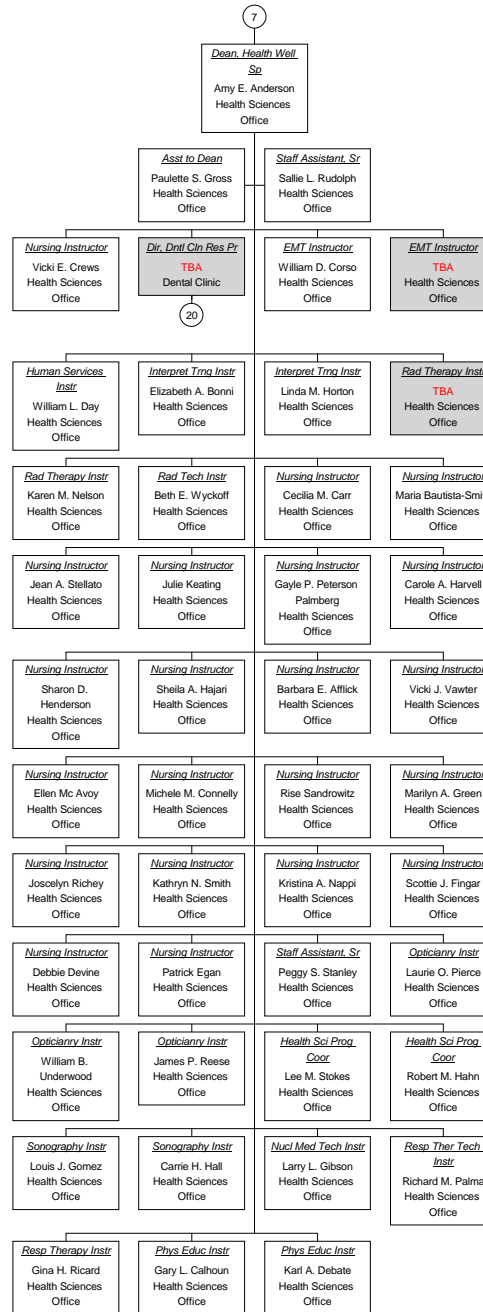 7
Dean, Health Well
Sp
Amy E. Anderson
Health Sciences
Office
Asst to Dean
Paulette S. Gross
Health Sciences
Office
Staff Assistant, Sr
Sallie L. Rudolph
Health Sciences
Office
Nursing Instructor
Vicki E. Crews
Health Sciences
Office
Dir, Dntl Cln Res Pr
TBA
Dental Clinic
20
EMT Instructor
William D. Corso
Health Sciences
Office
EMT Instructor
TBA
Health Sciences
Office
Human Services
Instr
William L. Day
Health Sciences
Office
Interpret Trng Instr
Elizabeth A. Bonni
Health Sciences
Office
Interpret Trng Instr
Linda M. Horton
Health Sciences
Office
Rad Therapy Instr
TBA
Health Sciences
Office
Rad Therapy Instr
Karen M. Nelson
Health Sciences
Office
Rad Tech Instr
Beth E. Wyckoff
Health Sciences
Office
Nursing Instructor
Cecilia M. Carr
Health Sciences
Office
Nursing Instructor
Maria
Health Sciences
Office
Nursing Instructor
Jean A. Stellato
Health Sciences
Office
Nursing Instructor
Julie Keating
Health Sciences
Office
Nursing Instructor
Gayle P. Peterson
Palmberg
Health Sciences
Office
Nursing Instructor
Carole A. Harvell
Health Sciences
Office
Nursing Instructor
Sharon D.
Henderson
Health Sciences
Office
Nursing Instructor
Sheila A. Hajari
Health Sciences
Office
Nursing Instructor
Barbara E. Afflick
Health Sciences
Office
Nursing Instructor
Vicki J. Vawter
Health Sciences
Office
Nursing Instructor
Ellen Mc Avoy
Health Sciences
Office
Nursing Instructor
Michele M. Connelly
Health Sciences
Office
Nursing Instructor
Rise Sandrowitz
Health Sciences
Office
Nursing Instructor
Marilyn A. Green
Health Sciences
Office
Nursing Instructor
Joscelyn Richey
Health Sciences
Office
Nursing Instructor
Kathryn N. Smith
Health Sciences
Office
Nursing Instructor
Kristina A. Nappi
Health Sciences
Office
Nursing Instructor
Scottie J. Fingar
Health Sciences
Office
Nursing Instructor
Debbie Devine
Health Sciences
Office
Nursing Instructor
Patrick Egan
Health Sciences
Office
Staff Assistant, Sr
Peggy S. Stanley
Health Sciences
Office
Opticianry Instr
Laurie O. Pierce
Health Sciences
Office
Opticianry Instr
William B.
Underwood
Health Sciences
Office
Opticianry Instr
James P. Reese
Health Sciences
Office
Health Sci Prog
Coor
Lee M. Stokes
Health Sciences
Office
Health Sci Prog
Coor
Robert M. Hahn
Health Sciences
Office
Sonography Instr
Louis J. Gomez
Health Sciences
Office
Sonography Instr
Carrie H. Hall
Health Sciences
Office
Nucl Med Tech Instr
Larry L. Gibson
Health Sciences
Office
Resp Ther Tech
Instr
Richard M. Palma
Health Sciences
Office
Resp Therapy Instr
Gina H. Ricard
Health Sciences
Office
Phys Educ Instr
Gary L. Calhoun
Health Sciences
Office
Phys Educ Instr
Karl A. Debate
Health Sciences
Office